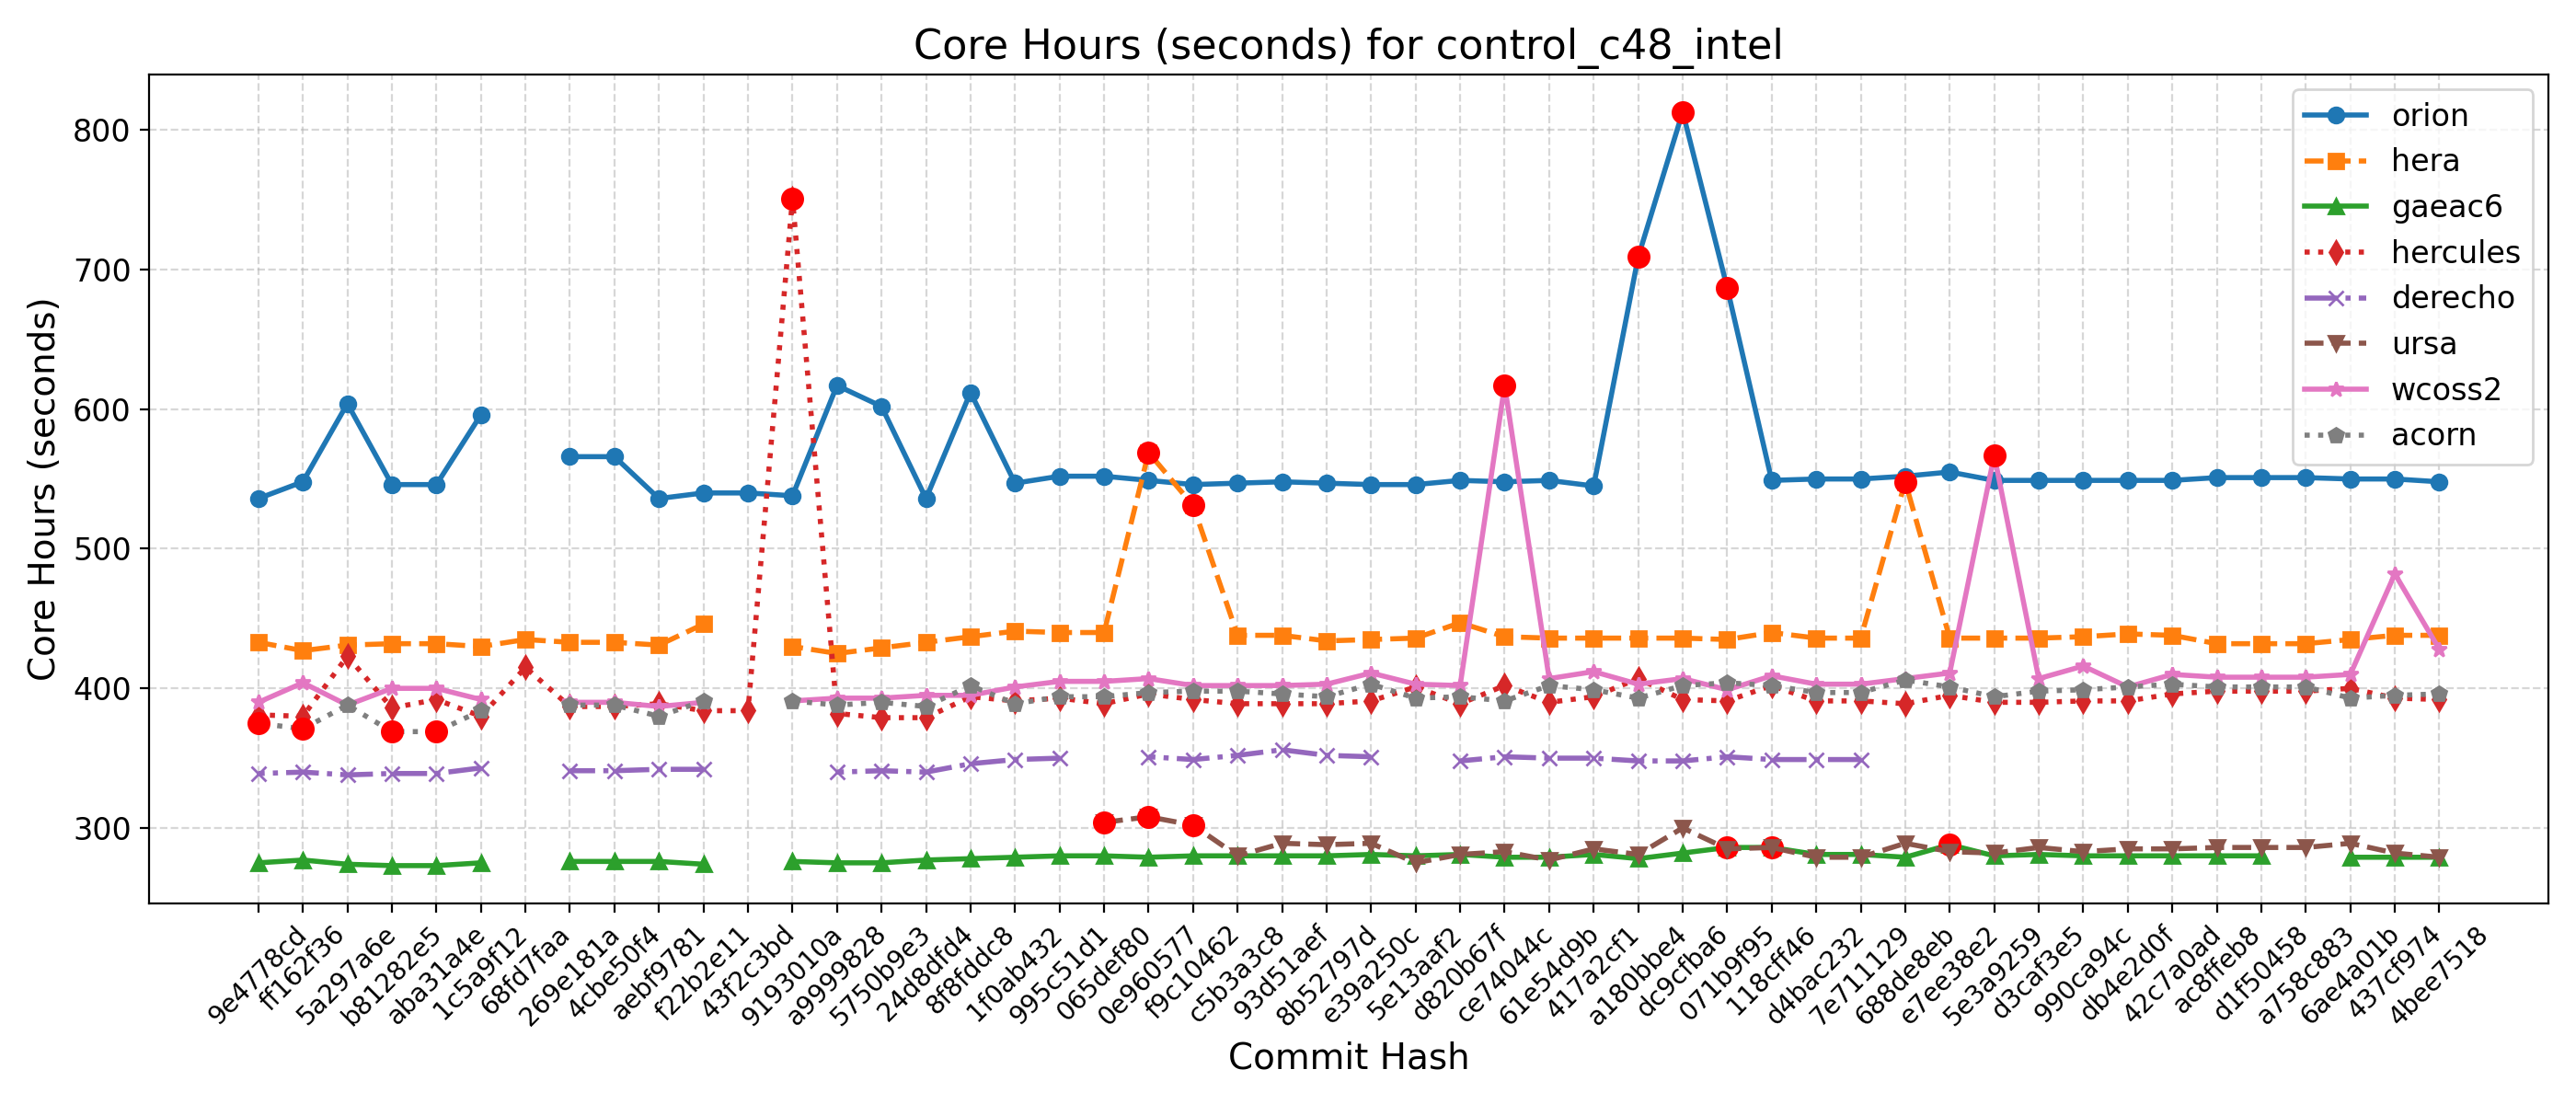 Core Hours (seconds) for control_c48_intel
Core Hours (seconds)
800
700
600
500
400
300
orion
hera
gaeac6
hercules
derecho
ursa
wcoss2
acorn
9e4778cd
ff162f36
5a297a6e
b81282e5
aba31a4e
1c5a9f12
68fd7faa
269e181a
4cbe50f4
aebf9781
f22b2e11
43f2c3bd
9193010a
a9999828
5750b9e3
24d8dfd4
8f8fddc8
1f0ab432
995c51d1
065def80
0e960577
f9c10462
c5b3a3c8
93d51aef
8b52797d
e39a250c
5e13aaf2
d820b67f
ce74044c
61e54d9b
417a2cf1
a180bbe4
dc9cfba6
071b9f95
118cff46
d4bac232
7e711129
688de8eb
e7ee38e2
5e3a9259
d3caf3e5
990ca94c
db4e2d0f
42c7a0ad
ac8ffeb8
d1f50458
a758c883
6ae4a01b
437cf974
4bee7518
Commit Hash